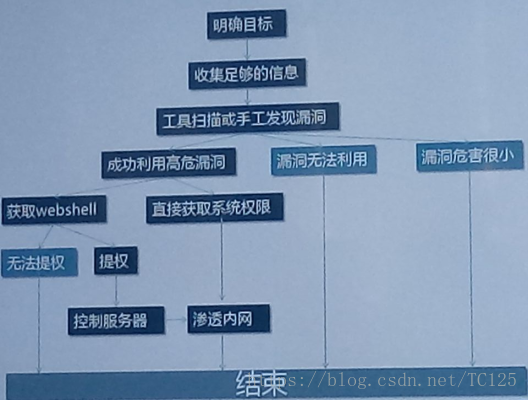 明确目标
收集足够的信息
工具扫描或手工发现漏洞
成功利用高危漏洞
漏洞无法利用
漏洞危害很小
获取webshell
直接获取系统权限
无法提权
提权
控制服务器
渗透内网
结束
ps://blog.csdn.net/TC125